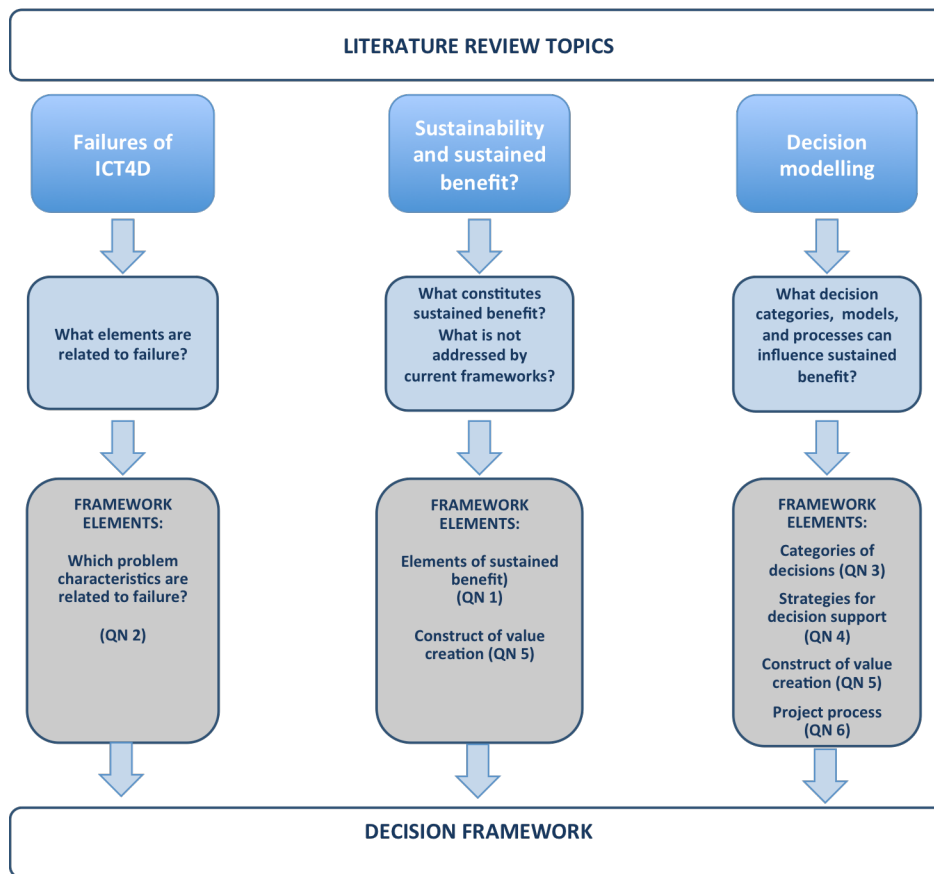 LITERATURE REVIEW TOPICS
Failures of
ICT4D
What elements are
related to failure?
FRAMEWORK
ELEMENTS:
Which problem
characteristics are
related to failure?
(QN 2)
Sustainability
and sustained
benefit?
What constitutes
sustained benefit?
What is not
addressed by
current frameworks?
FRAMEWORK
ELEMENTS:
Elements of sustained
benefit)
(QN 1)
Construct of value
creation (QN 5)
Decision
modelling
What decision
categories, models,
and processes can
influence sustained
benefit?
FRAMEWORK
ELEMENTS:
Categories of
decisions (QN 3)
Strategies for
decision support
(QN 4)
Construct of value
creation (QN 5)
Project process
(QN 6)
DECISION FRAMEWORK